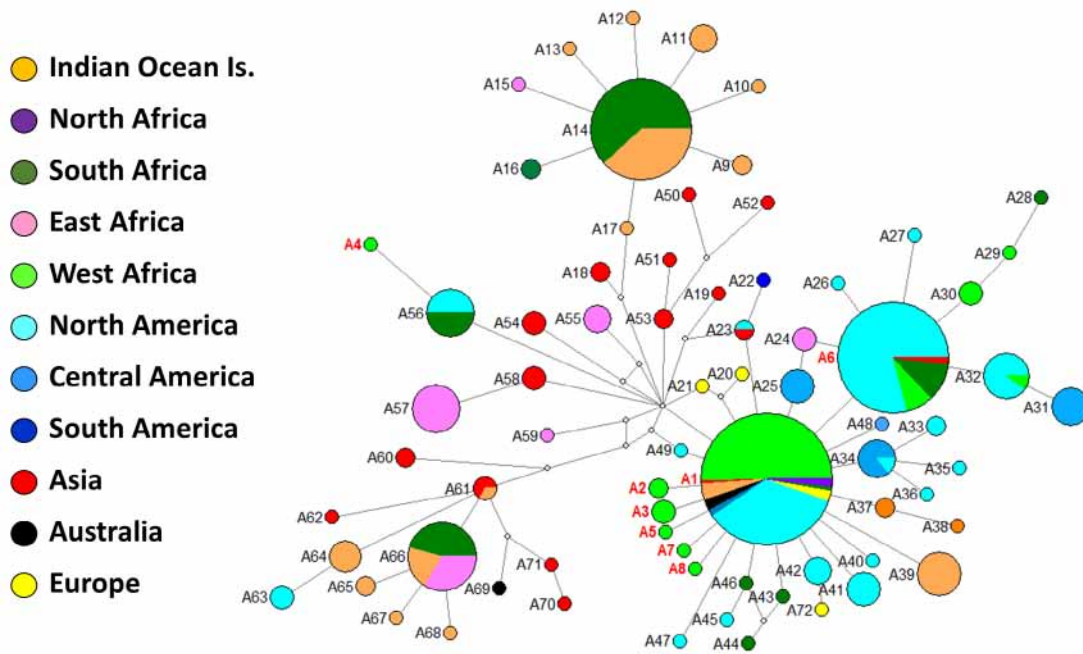 Indian Ocean Is.
North Africa
South Africa
East Africa
West Africa
North America
Central America
South America
Asia
Australia
Europe
A12
A13
A11
A15
A10
A14
A16
A9
A50
A52
A28
A17
A4
A27
A29
A51
A18
A22
A26
A30
A19
A56
A54
A55
A53
A23
A24
A6
A32
A58
A21
A20
A25
A31
A57
A48
A33
A59
A49
A34
A60
A1
A35
A61
A2
A36
A62
A3
A37
A5
A38
A64
A66
A7
A40
A71
A8
A42
A39
A63
A65
A69
A46
A43
A41
A70
A67
A45
A72
A68
A47
A44